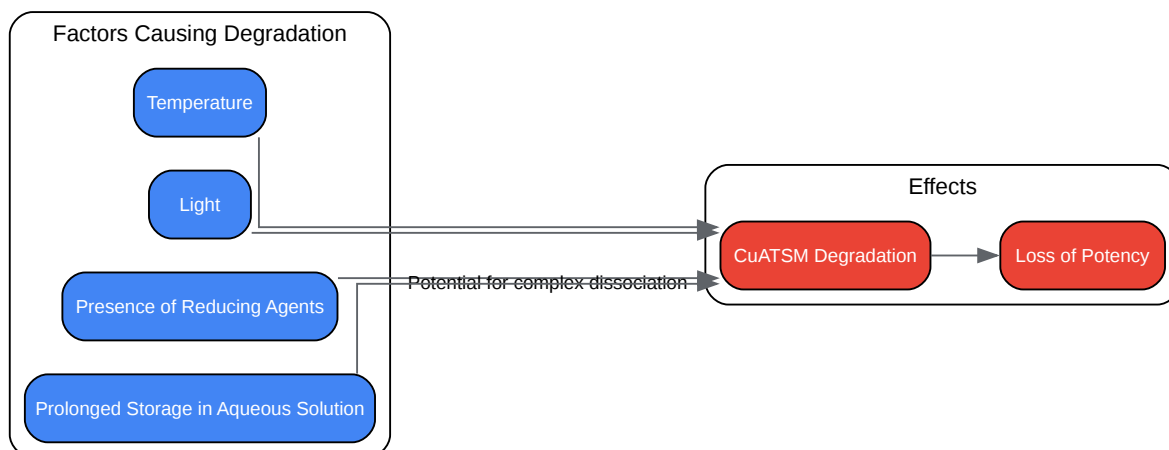 Factors Causing Degradation
Temperature
Light
Presence of Reducing Agents
Prolonged Storage in Aqueous Solution
Potential for complex dissociation
Effects
CuATSM Degradation
Loss of Potency